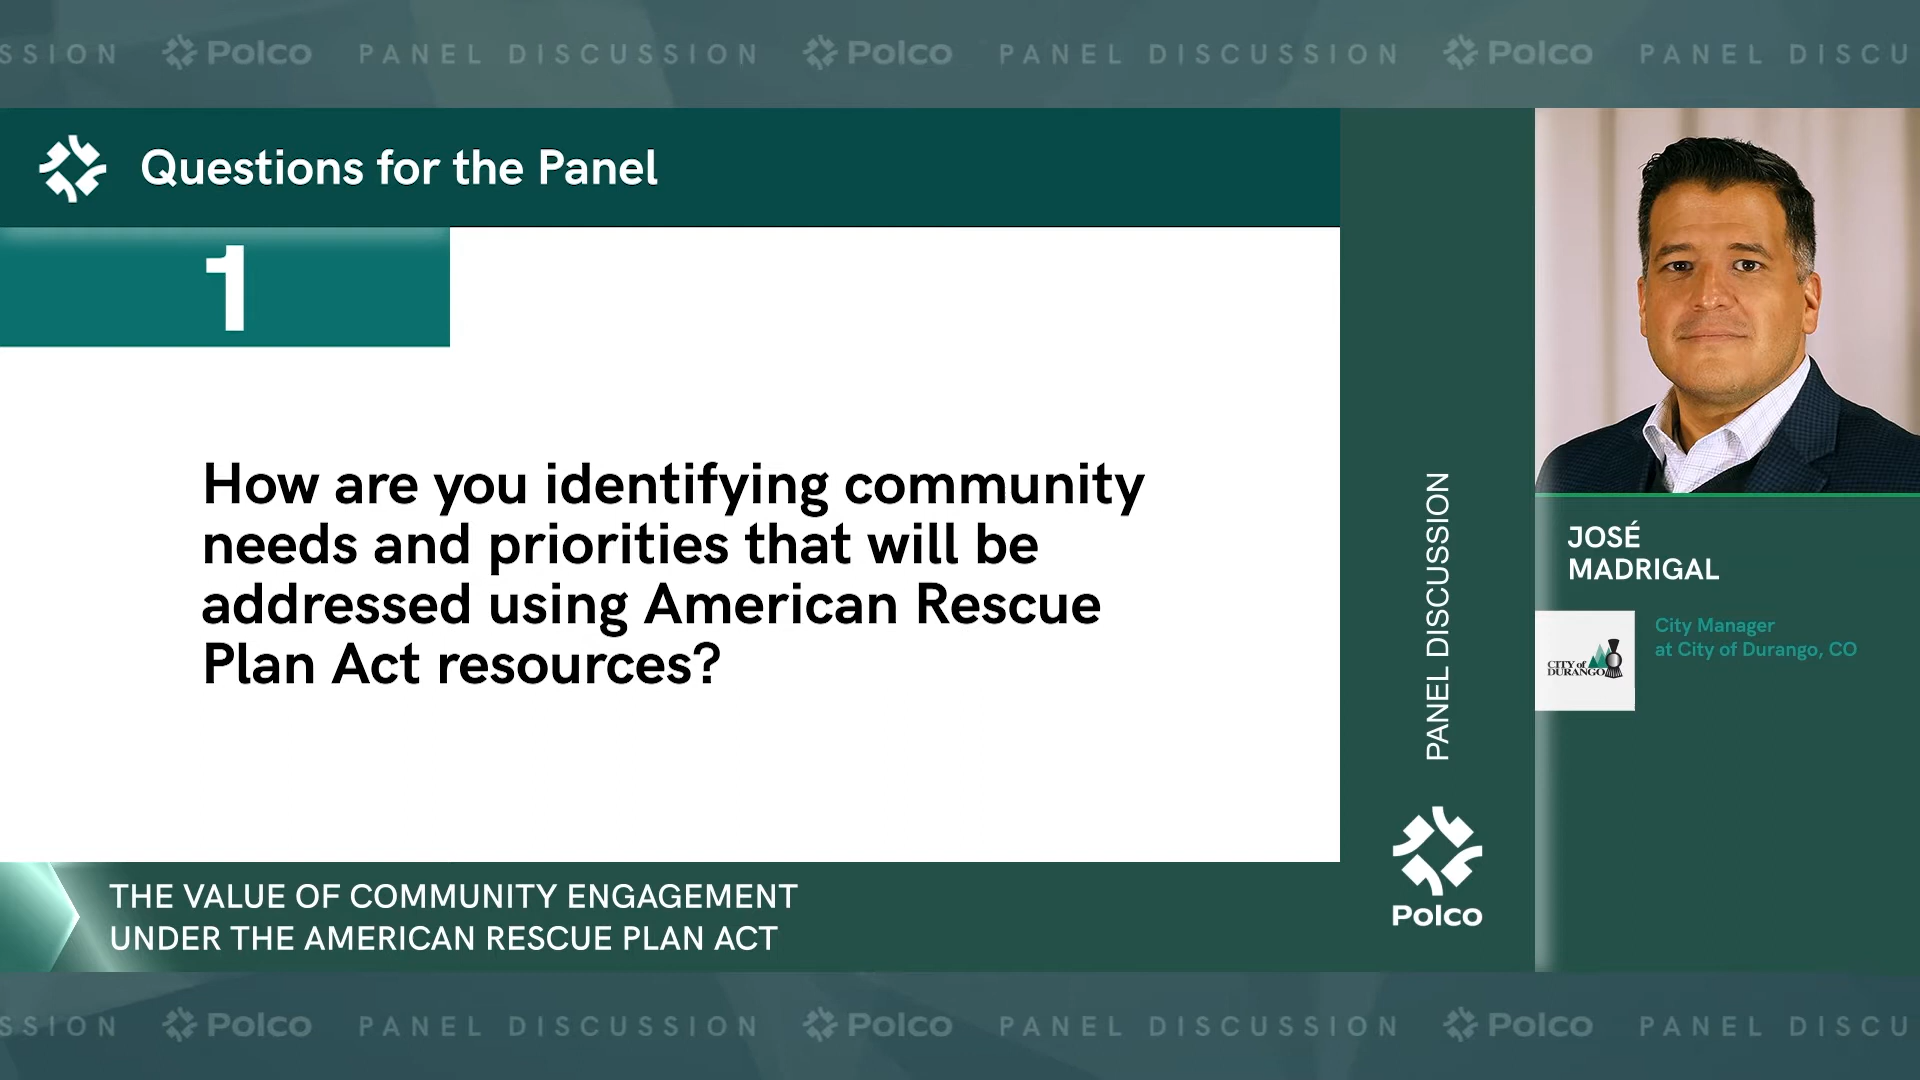 SSION Polco PANEL DISCUSSION Polco PANEL DISCUSSION Polco PANEL DISCU
Questions for the Panel
1
How are you identifying community
needs and priorities that will be
addressed using American Rescue
Plan Act resources?
THE VALUE OF COMMUNITY ENGAGEMENT
UNDER THE AMERICAN RESCUE PLAN ACT
PANEL DISCUSSION
Polco
JOSÉ
MADRIGAL
CITY of
DURANGO
City Manager
at City of Durango, CO
SSION Polco PANEL DISCUSSION Polco PANEL DISCUSSION Polco PANEL DISCU